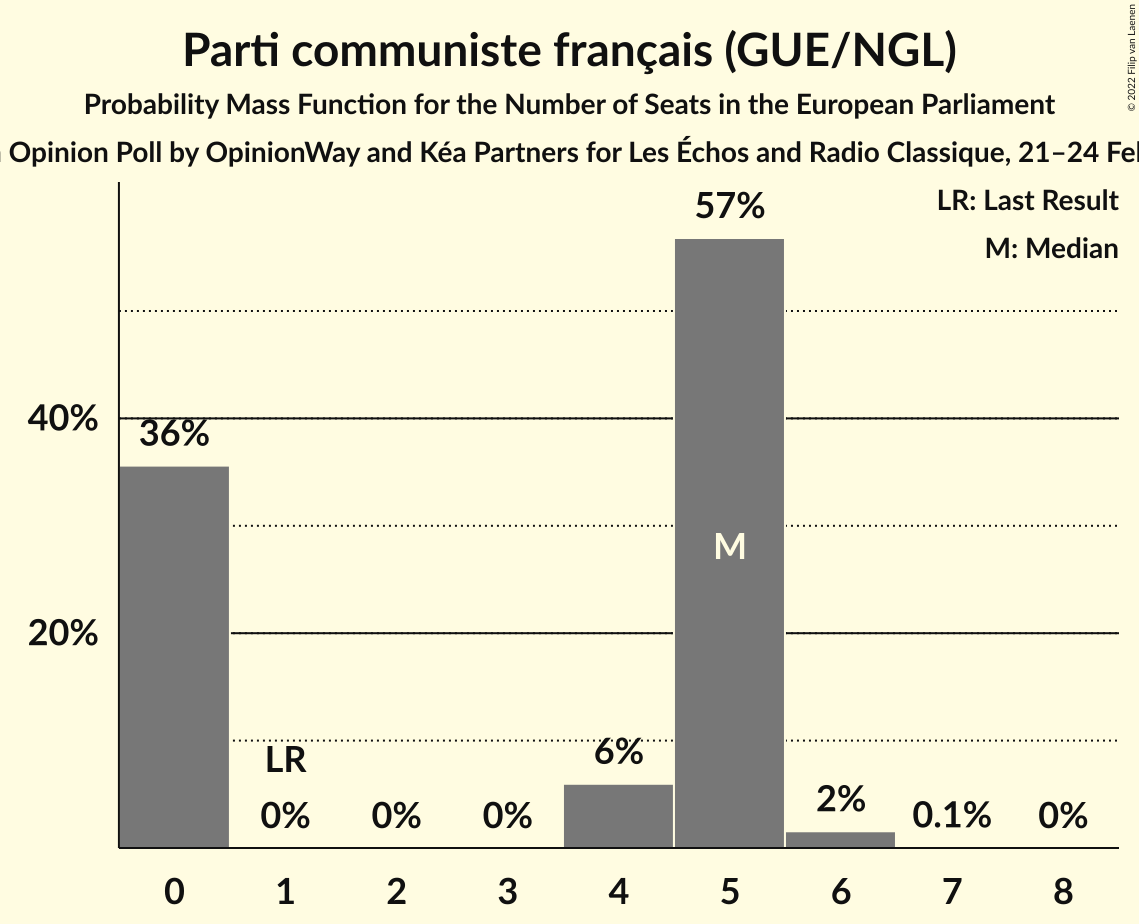 Parti communiste français (GUE/NGL)
Probability Mass Function for the Number of Seats in the European Parliament
Opinion Poll by OpinionWay and Kéa Partners for Les Échos and Radio Classique, 21–24
© 2022 Filip van Laenen
LR: Last Result
M: Median
57%
40%
36%
M
20%
LR
6%
0% 0% 0% 2% 0.1% 0%
0 1 2 3 4 5 6 7 8